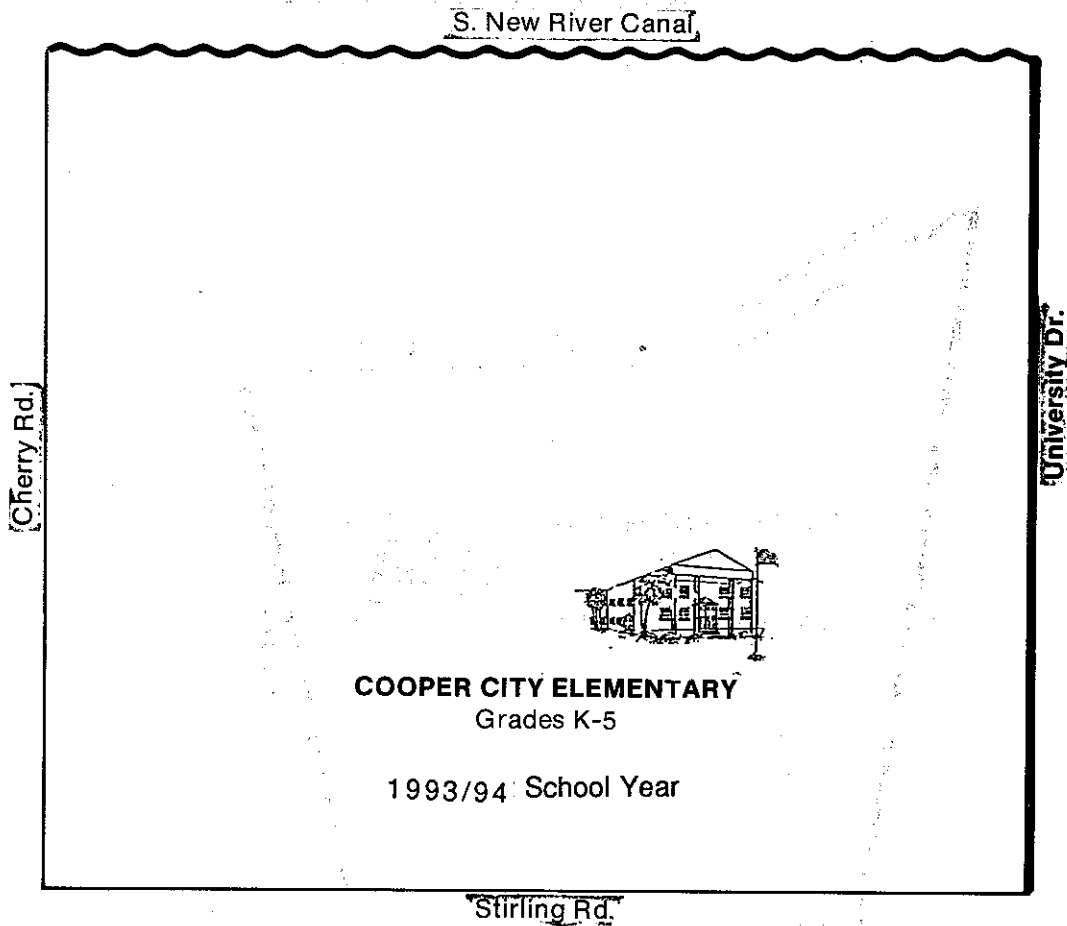 S. New River Canal
Cherry Rd.
University Dr.
COOPER CITY ELEMENTARY
Grades K-5
1993/94 School Year
Stirling Rd.